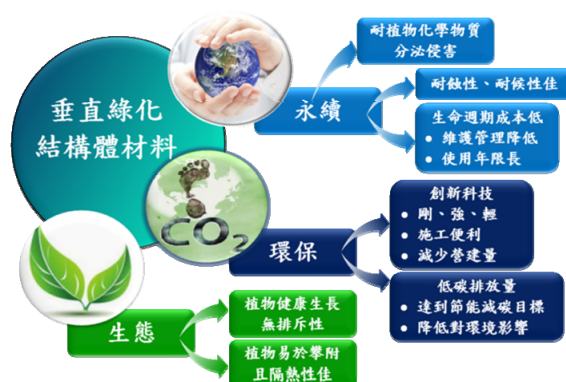 垂直綠化
結構體材料
永續
耐植物化學物質
分泌侵害
耐蝕性、耐候性佳
生命週期成本低
• 維護管理降低
• 使用年限長
CO2
環保
創新科技
• 剛、強、輕
• 施工便利
• 減少營建量
低碳排放量
• 達到節能減碳目標
• 降低對環境影響
生態
植物健康生長
無排斥性
植物易於攀附
且隔熱性佳